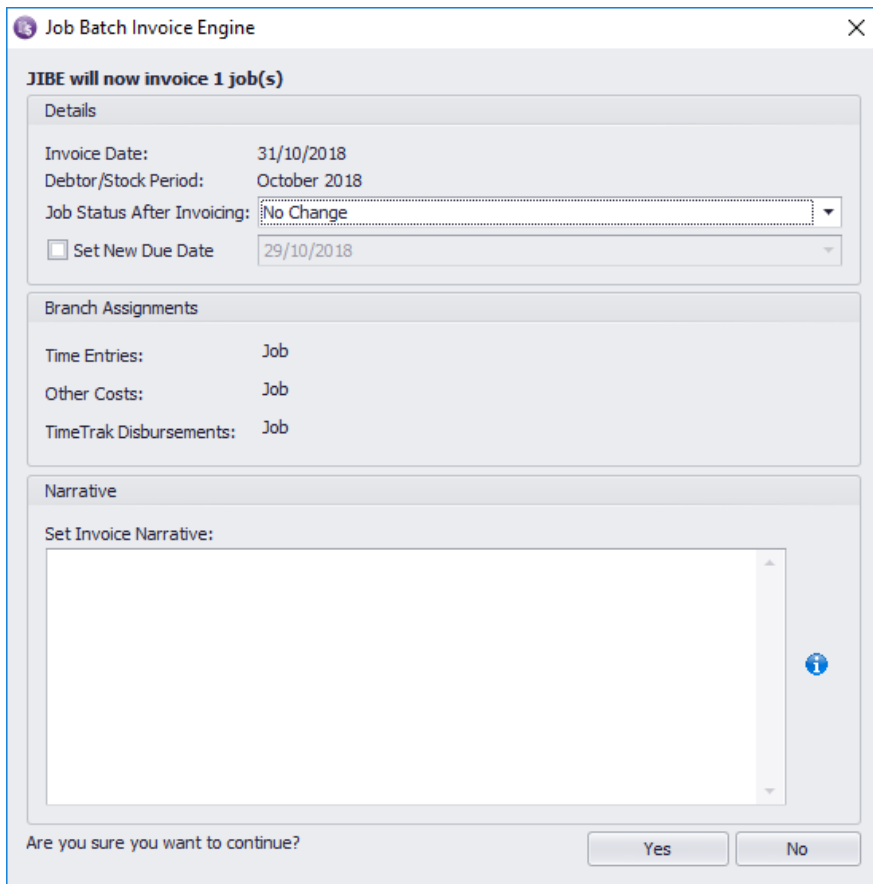 Job Batch Invoice Engine
JIBE will now invoice 1 job(s)
Details
Invoice Date: 31/10/2018
Debtor/Stock Period: October 2018
Job Status After Invoicing: No Change
Set New Due Date 29/10/2018
Branch Assignments
Time Entries: Job
Other Costs: Job
TimeTrak Disbursements: Job
Narrative
Set Invoice Narrative:
Are you sure you want to continue? Yes No